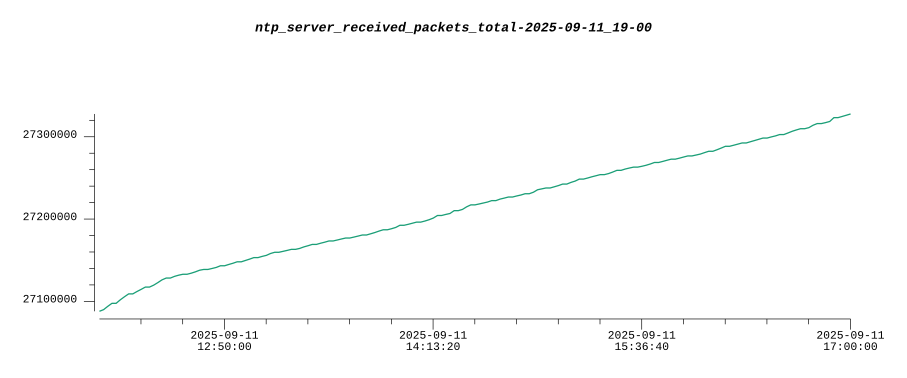 ntp_server_received_packets_total-2025-09-11_19-00
27300000
27200000
27100000
2025-09-11 2025-09-11 2025-09-11 2025-09-11
12:50:00 14:13:20 15:36:40 17:00:00